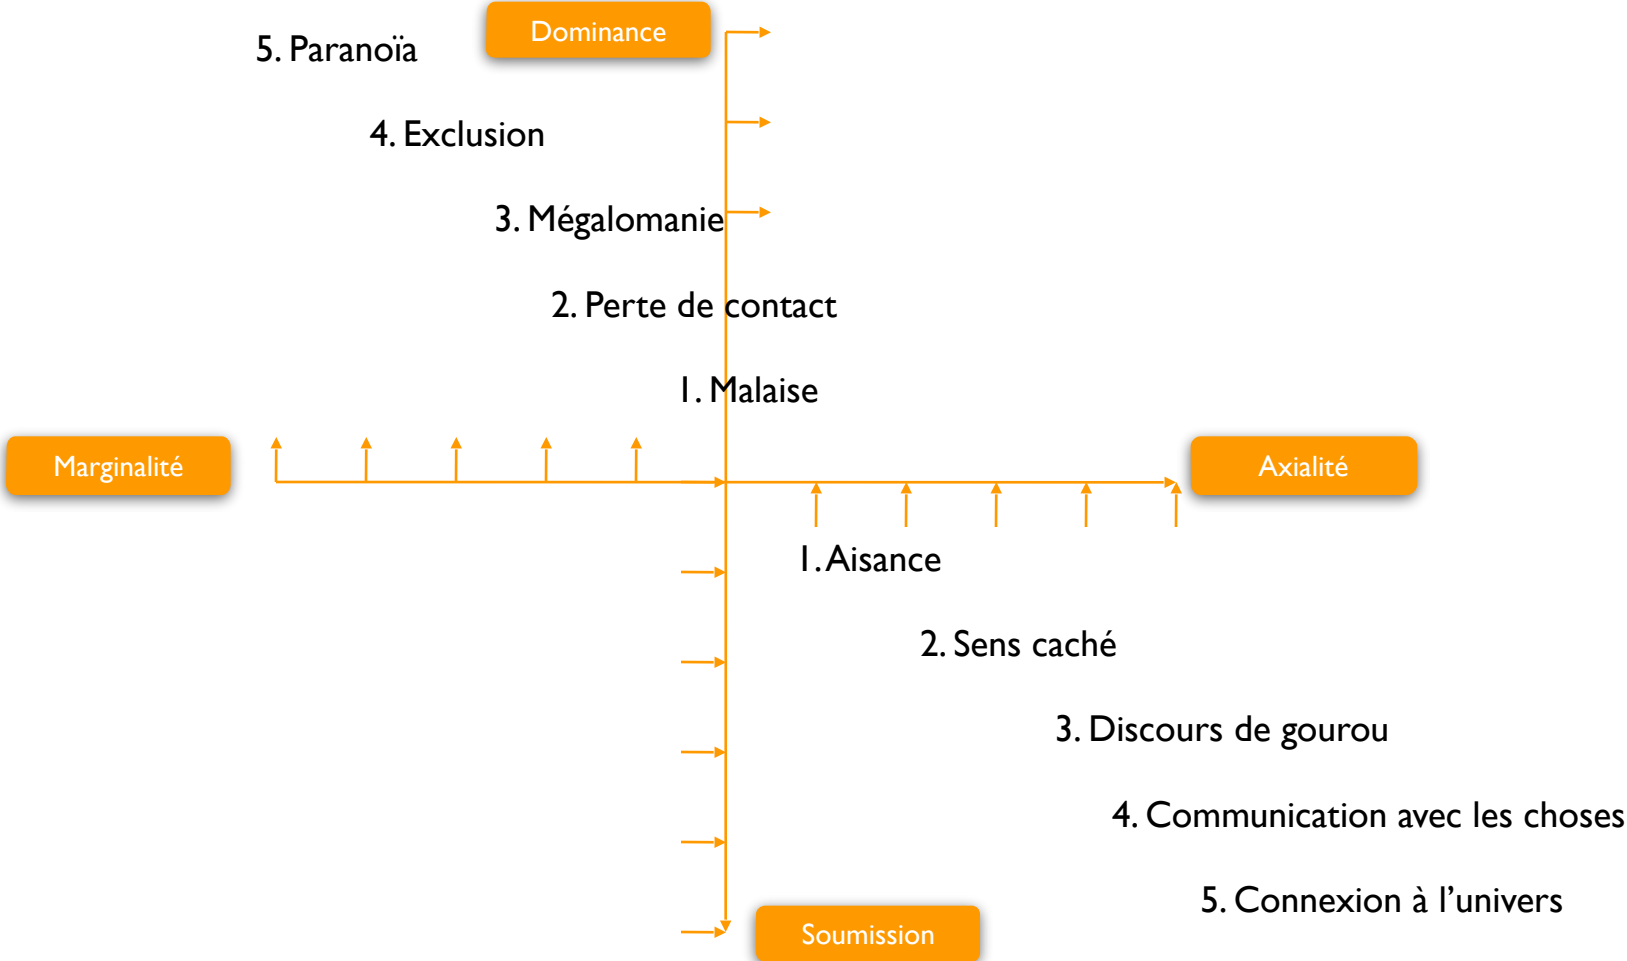 Dominance
5. Paranoïa
4. Exclusion
3. Mégalomanie
2. Perte de contact
1. Malaise
Marginalité
Axialité
1. Aisance
2. Sens caché
3. Discours de gourou
4. Communication avec les choses
5. Connexion à l’univers
Soumission